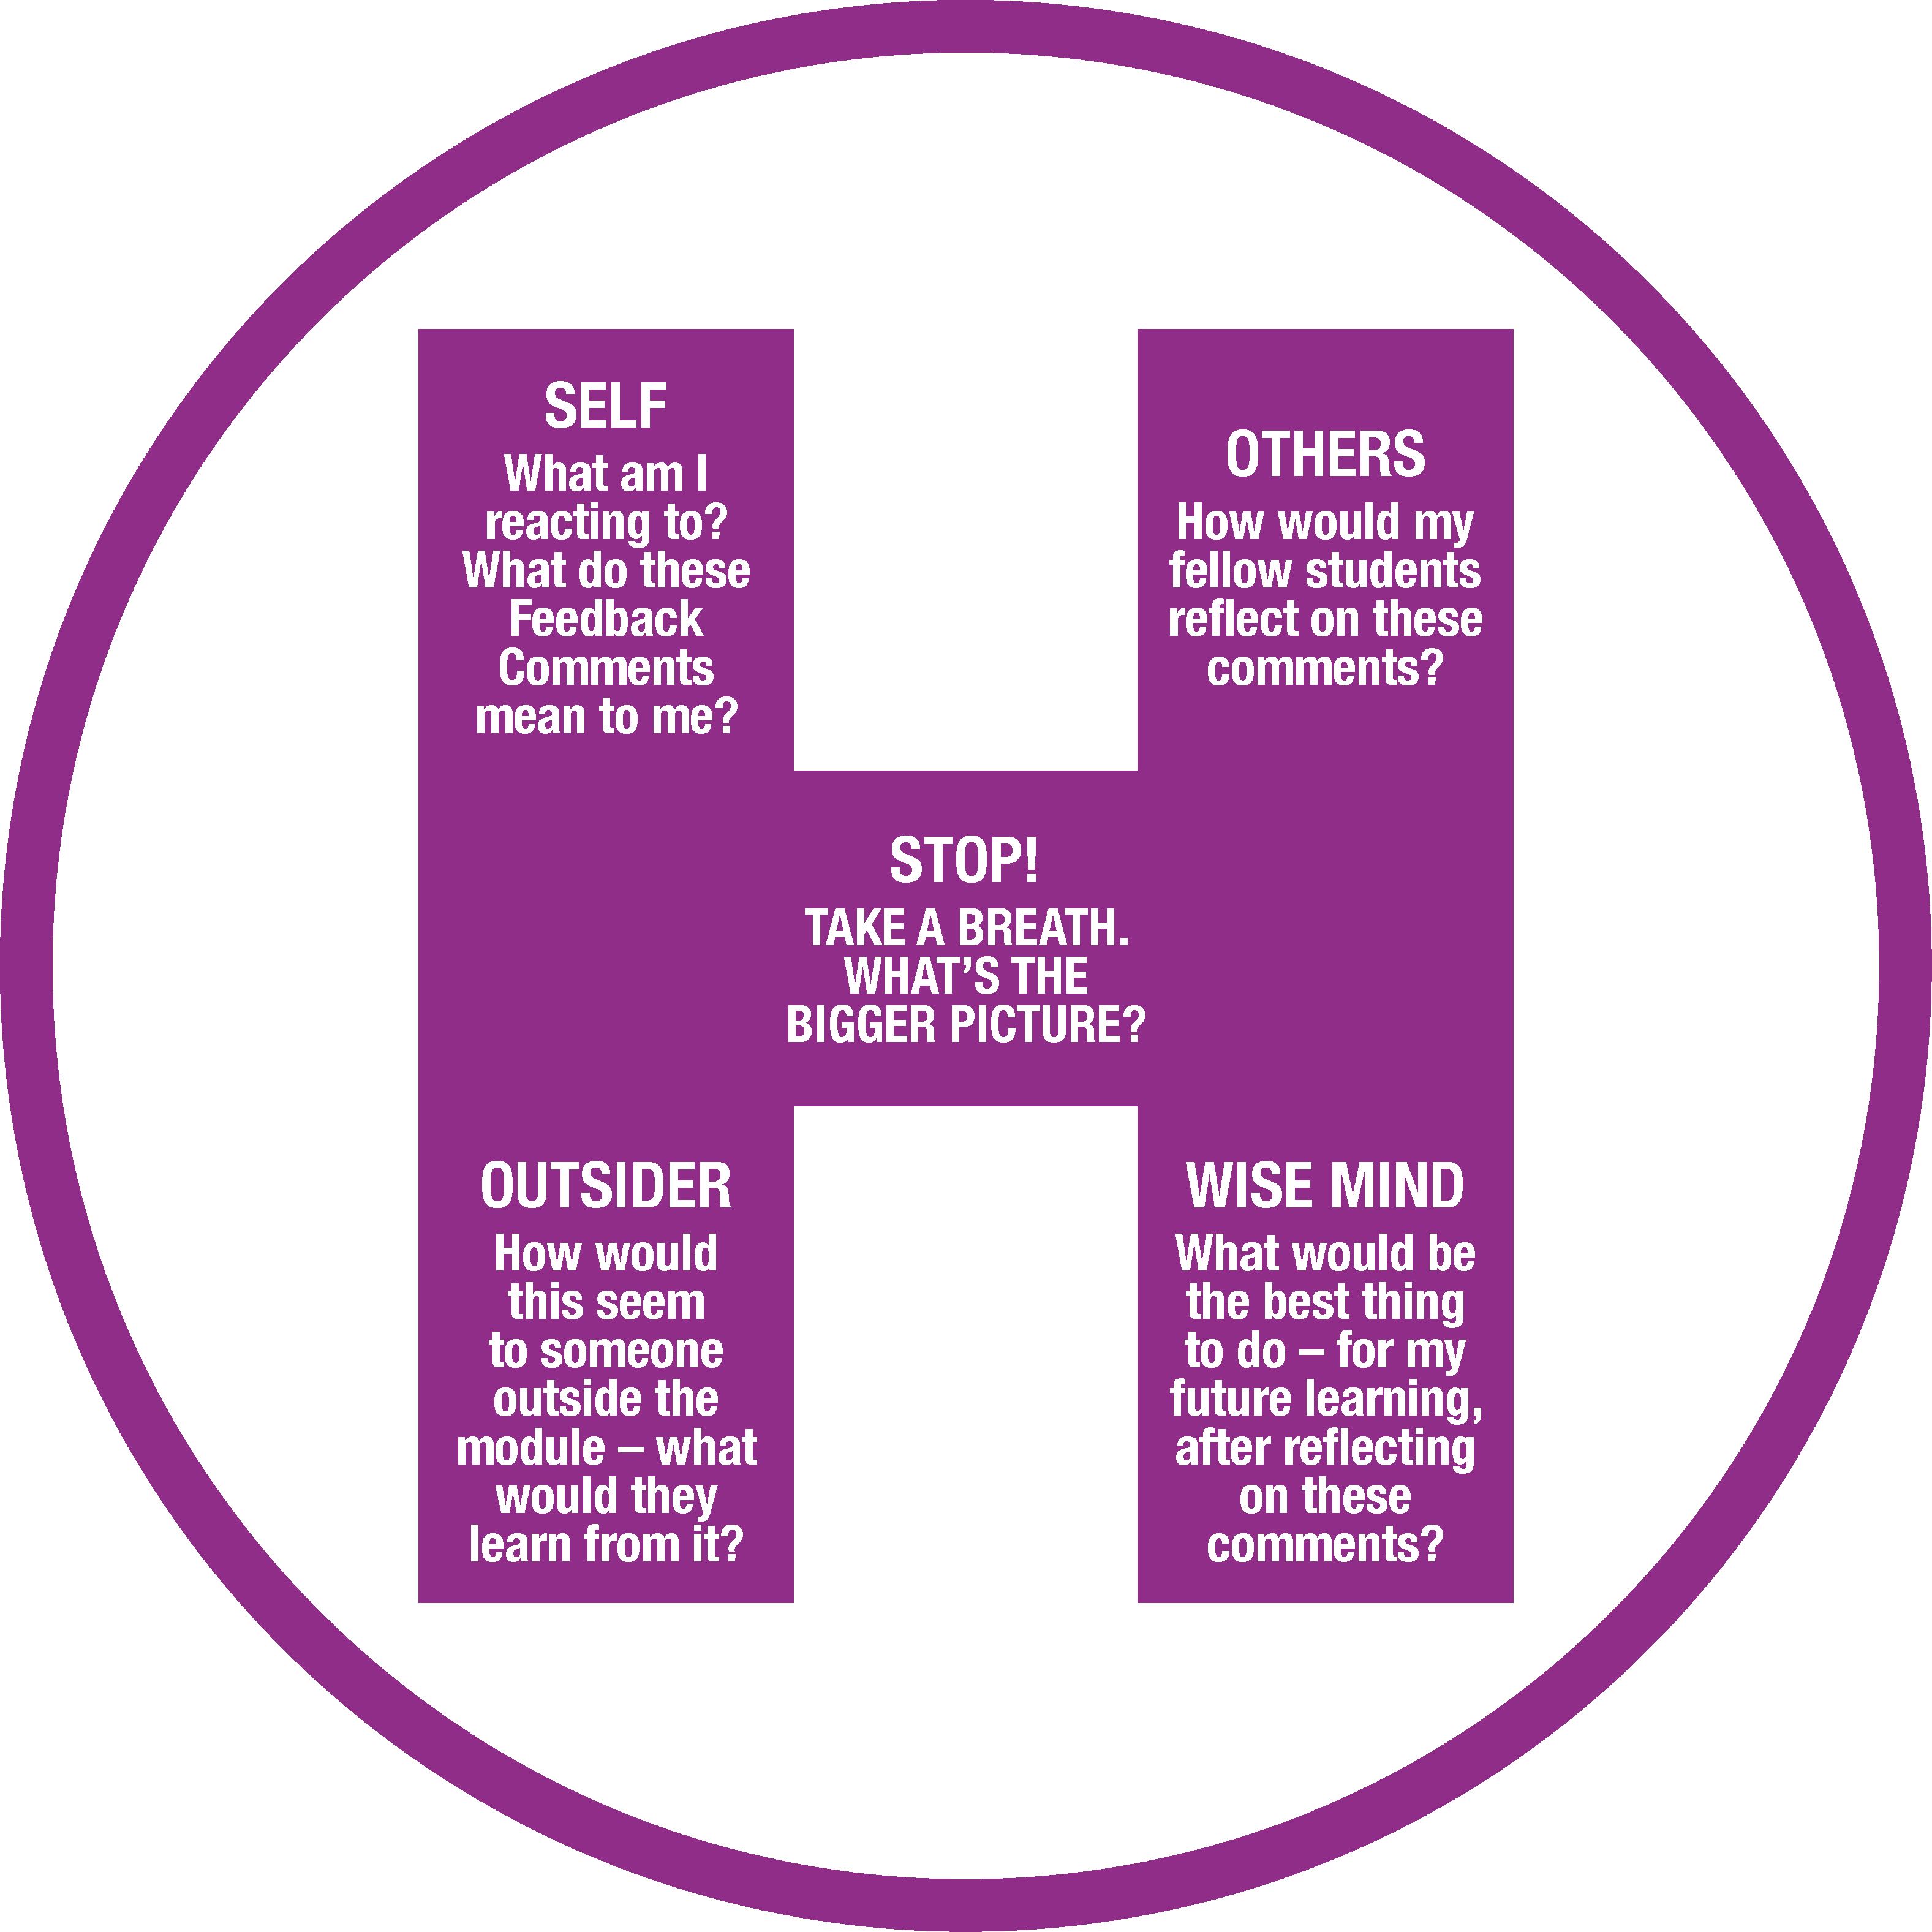 SELF
What am I
reacting to?
What do these
Feedback
Comments
mean to me?
OTHERS
How would my
fellow students
reflect on these
comments?
STOP!
TAKE A BREATH.
WHAT’S THE
BIGGER PICTURE?
OUTSIDER
How would
this seem
to someone
outside the
module – what
would they
learn from it?
WISE MIND
What would be
the best thing
to do – for my
future learning,
after reflecting
on these
comments?